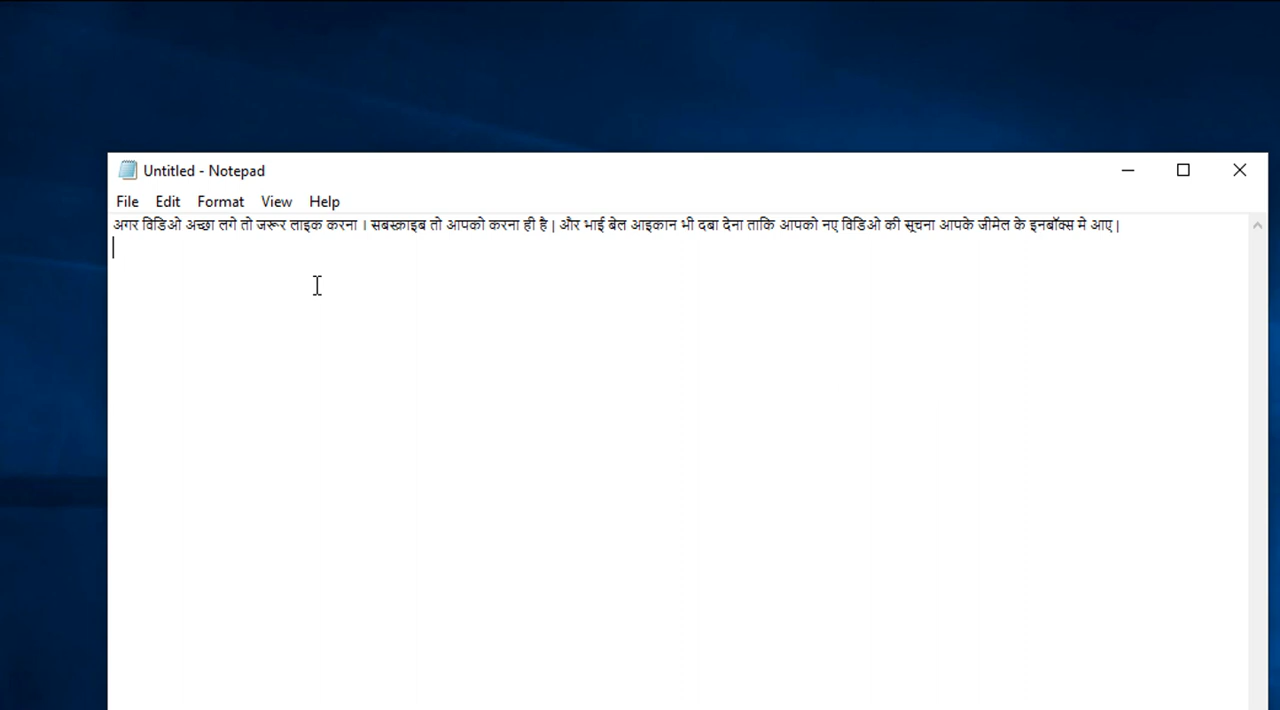 Untitled - Notepad
File Edit Format View Help
अगर विडिओ अच्छा लगे तो जरूर लाइक करना । सबस्क्राइब तो आपको करना ही है | और भाई बेल आइकान भी दबा देना ताकि आपको नए विडिओ की सूचना आपके जीमेल के इनबॉक्स मे आए |